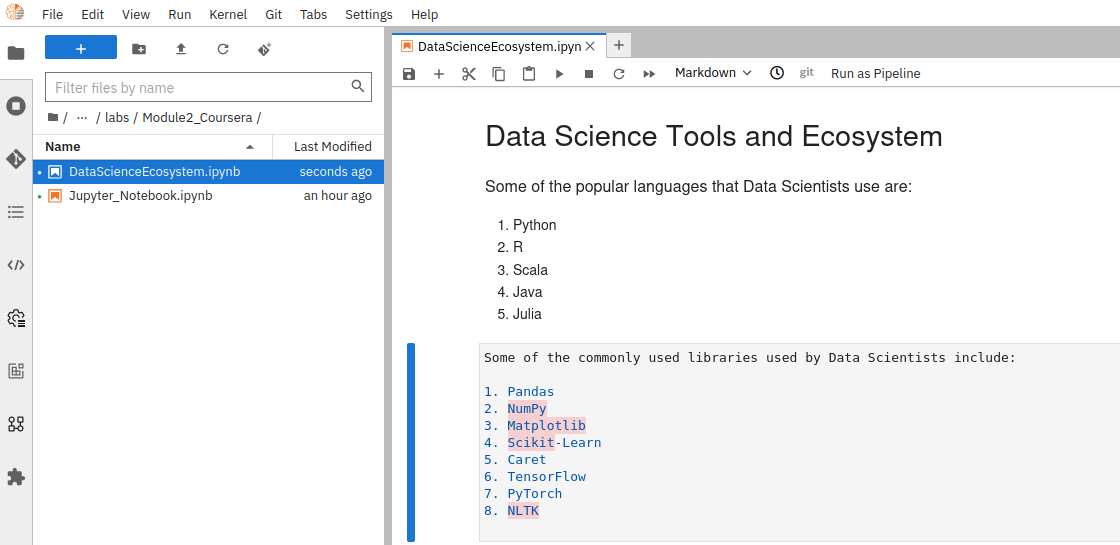 File Edit View Run Kernel Git Tabs Settings Help
+
Filter files by name
/ ··· / labs / Module2_Coursera /
Name Last Modified
DataScienceEcosystem.ipynb seconds ago
Jupyter_Notebook.ipynb an hour ago
DataScienceEcosystem.ipyn
Markdown git Run as Pipeline
Data Science Tools and Ecosystem
Some of the popular languages that Data Scientists use are:
1. Python
2. R
3. Scala
4. Java
5. Julia
Some of the commonly used libraries used by Data Scientists include:
1. Pandas
2. NumPy
3. Matplotlib
4. Scikit-Learn
5. Caret
6. TensorFlow
7. PyTorch
8. NLTK